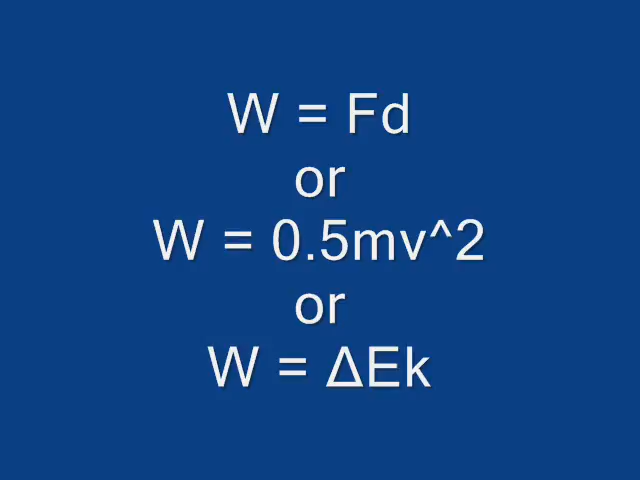 W = Fd
or
W = 0.5mv^2
or
W = ΔEk